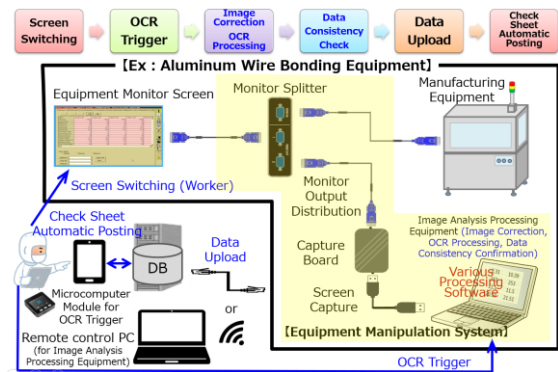 Screen
Switching
OCR
Trigger
Image
Correction
OCR
Processing
Data
Consistency
Check
Data
Upload
Check
Sheet
Automatic
Posting
【Ex : Aluminum Wire Bonding Equipment】
Equipment Monitor Screen
Monitor Splitter
Manufacturing
Equipment
Screen Switching (Worker)
Monitor
Output
Distribution
Check Sheet
Automatic Posting
DB
Data
Upload
or
Capture
Board
Screen
Capture
Image Analysis Processing
Equipment (Image Correction,
OCR Processing, Data
Consistency Confirmation)
Various
Processing
Software
Microcomputer
Module for
OCR Trigger
Remote control PC
(for Image Analysis
Processing Equipment)
【Equipment Manipulation System】
OCR Trigger